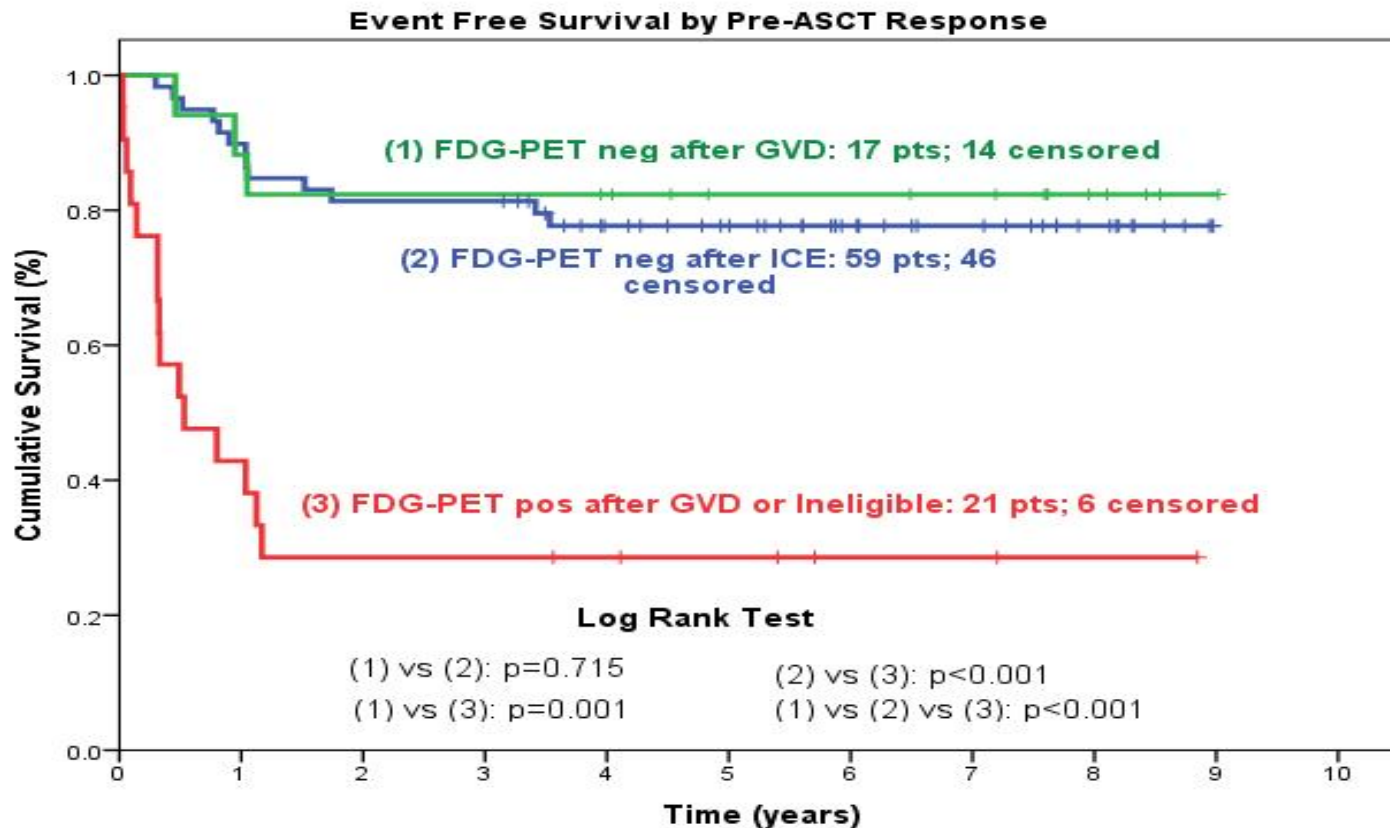 Event Free Survival by Pre-ASCT Response
Cumulative Survival (%)
1.0
0.8
0.6
0.4
0.2
0.0
(1) FDG-PET neg after GVD: 17 pts; 14 censored
(2) FDG-PET neg after ICE: 59 pts; 46
censored
(3) FDG-PET pos after GVD or Ineligible: 21 pts; 6 censored
Log Rank Test
(1) vs (2): p=0.715
(2) vs (3): p<0.001
(1) vs (3): p=0.001
(1) vs (2) vs (3): p<0.001
0 1 2 3 4 5 6 7 8 9 10
Time (years)